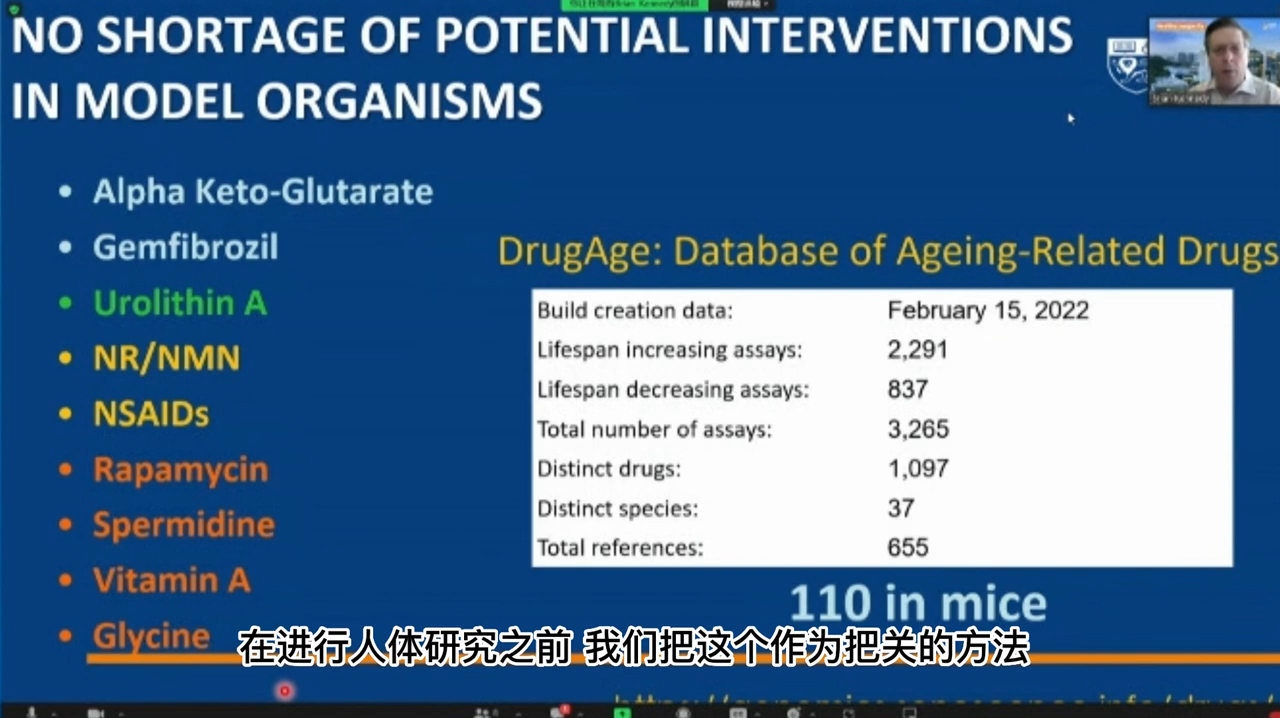 NO SHORTAGE OF POTENTIAL INTERVENTIONS
IN MODEL ORGANISMS
Brian Kennedy
• Alpha Keto-Glutarate
• Gemfibrozil
• Urolithin A
• NR/NMN
• NSAIDs
• Rapamycin
• Spermidine
• Vitamin A
• Glycine
DrugAge: Database of Ageing-Related Drugs
Build creation data: February 15, 2022
Lifespan increasing assays: 2,291
Lifespan decreasing assays: 837
Total number of assays: 3,265
Distinct drugs: 1,097
Distinct species: 37
Total references: 655
110 in mice
在进行人体研究之前 我们把这个作为把关的方法